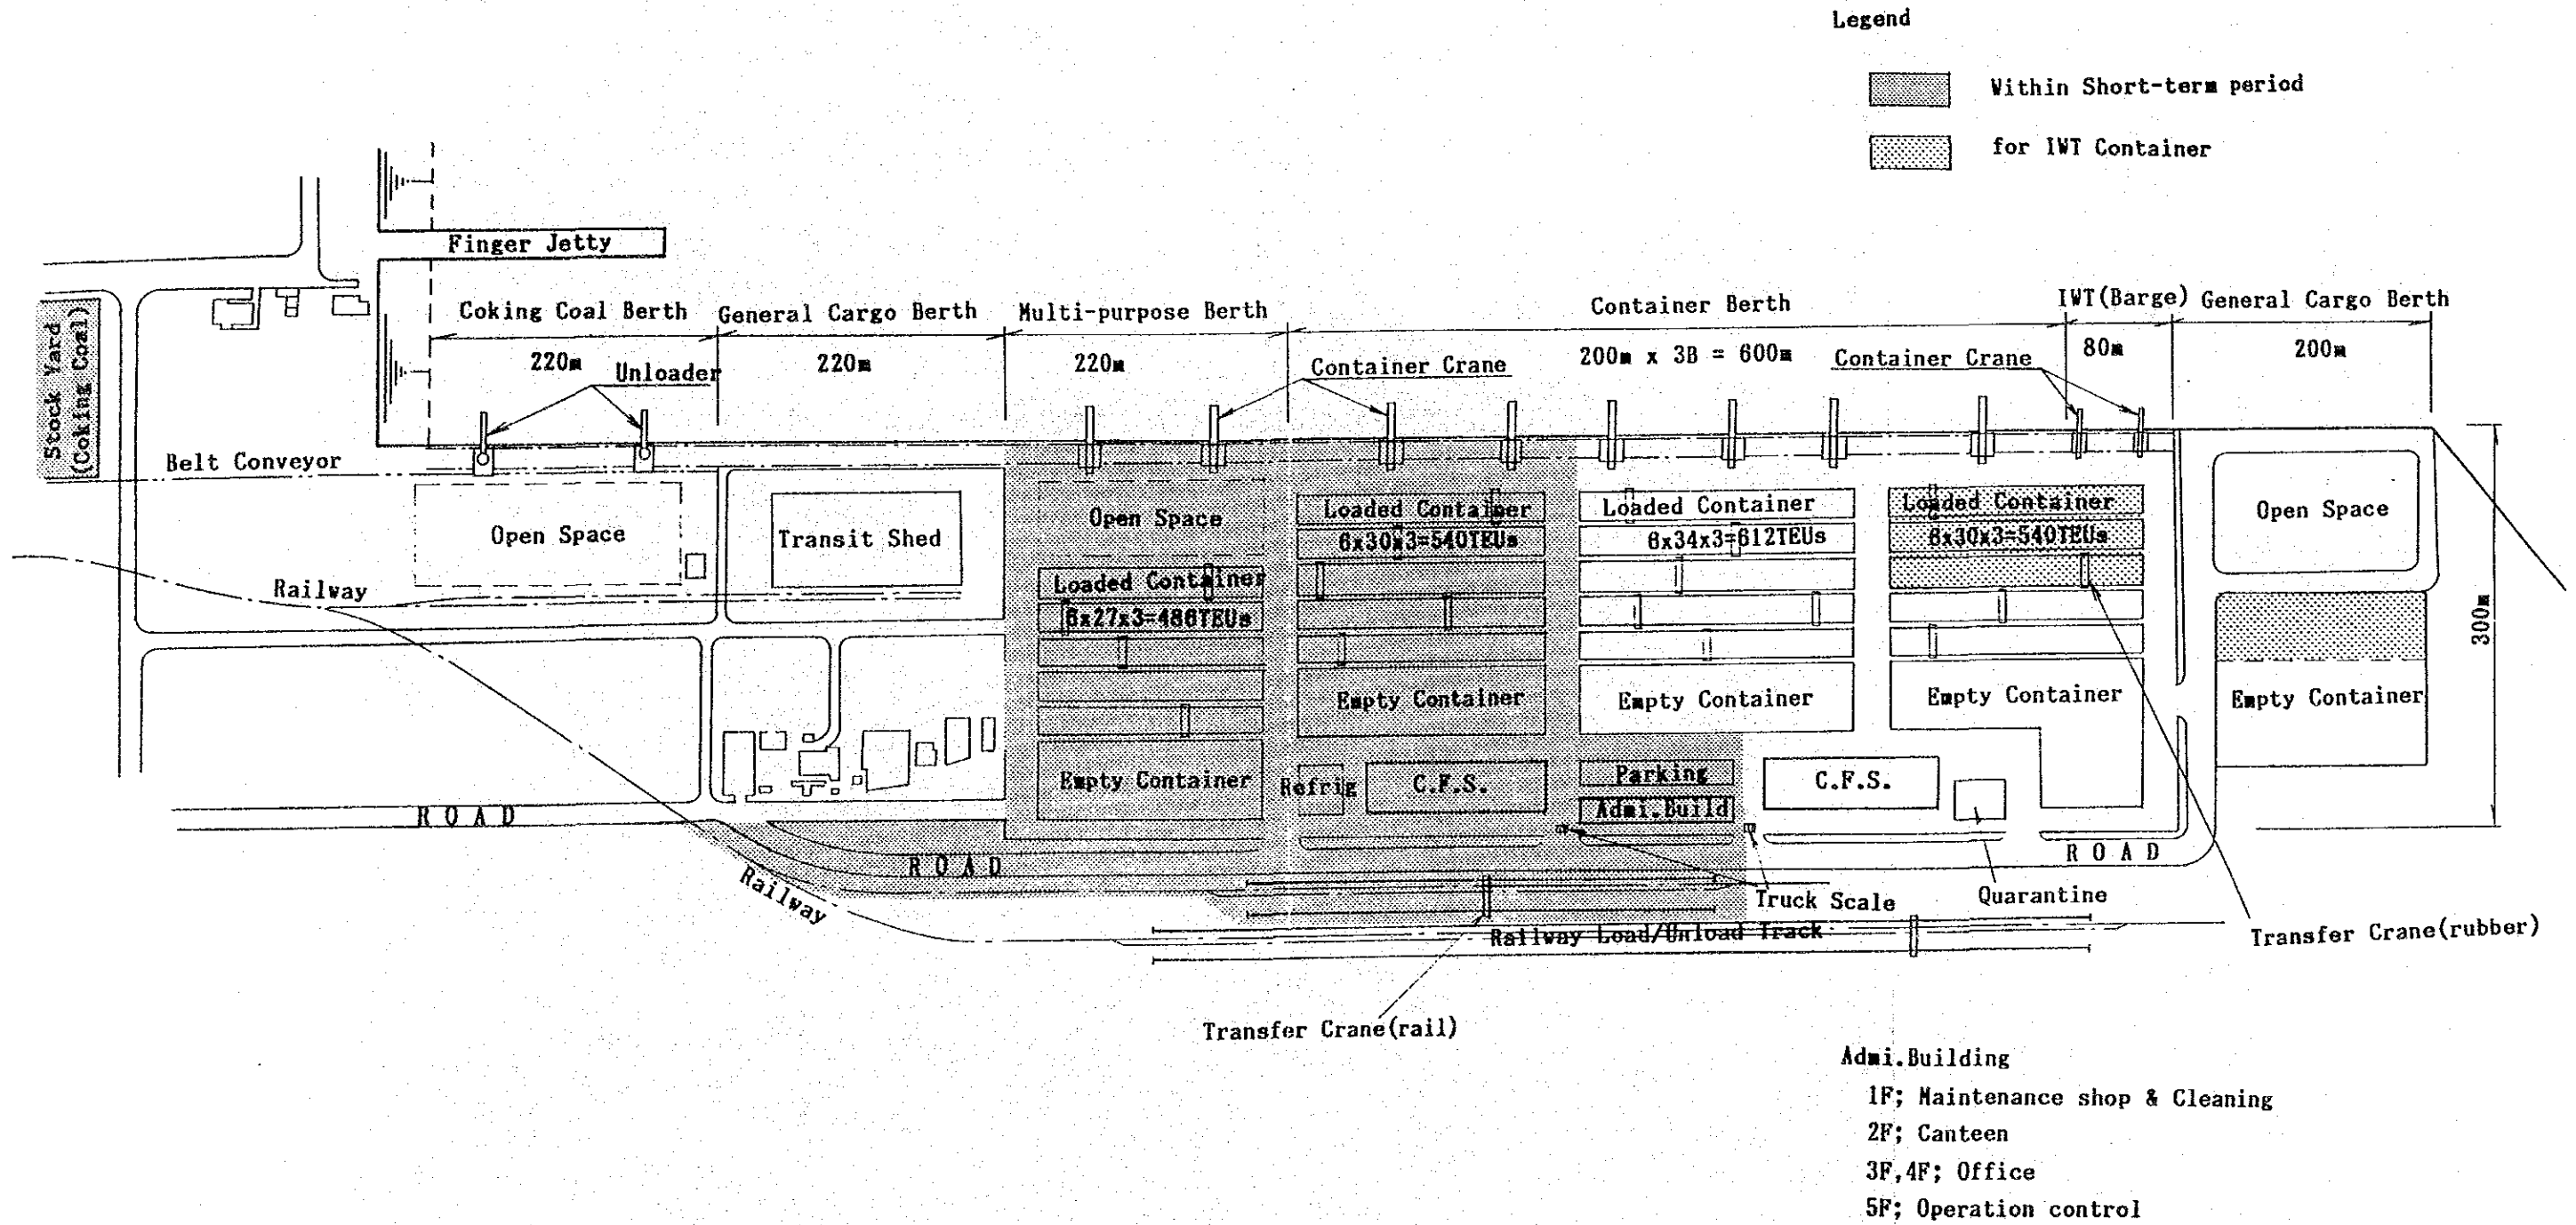 Legend
Within Short-term period
for IWT Container
Finger Jetty
Stock Yard
(Coking Coal)
Coking Coal Berth
General Cargo Berth
Multi-purpose Berth
Container Berth
IWT(Barge)
General Cargo Berth
220m
Unloader
220m
220m
Container Crane
200m x 3B = 600m
Container Crane
80m
200m
Belt Conveyor
Open Space
Transit Shed
Open Space
Loaded Container
6x30x3=540TEUs
Loaded Container
6x34x3=612TEUs
Loaded Container
6x30x3=540TEUs
Open Space
Railway
Loaded Container
6x27x3=486TEUs
300m
Empty Container
Empty Container
Empty Container
Empty Container
Empty Container
Refrig
C.F.S.
Parking
Admi.Build
C.F.S.
ROAD
ROAD
ROAD
Railway
Truck Scale
Quarantine
Railway Load/Unload Track
Transfer Crane(rubber)
Transfer Crane(rail)
Admi.Building
1F; Maintenance shop & Cleaning
2F; Canteen
3F,4F; Office
5F; Operation control